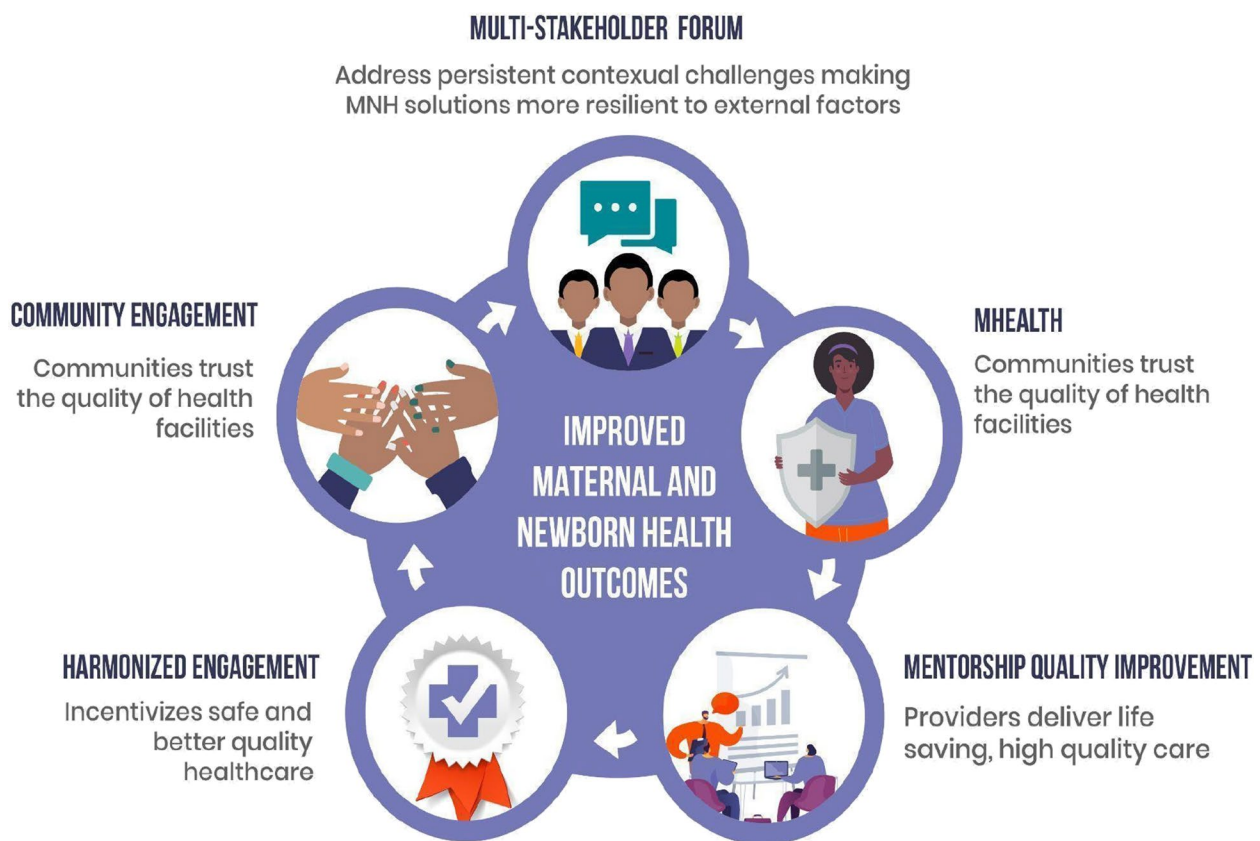 MULTI-STAKEHOLDER FORUM
Address persistent contexual challenges making
MNH solutions more resilient to external factors
MHEALTH
Communities trust
the quality of health
facilities
MENTORSHIP QUALITY IMPROVEMENT
Providers deliver life
saving, high quality care
HARMONIZED ENGAGEMENT
Incentivizes safe and
better quality
healthcare
COMMUNITY ENGAGEMENT
Communities trust
the quality of health
facilities
IMPROVED
MATERNAL AND
NEWBORN HEALTH
OUTCOMES